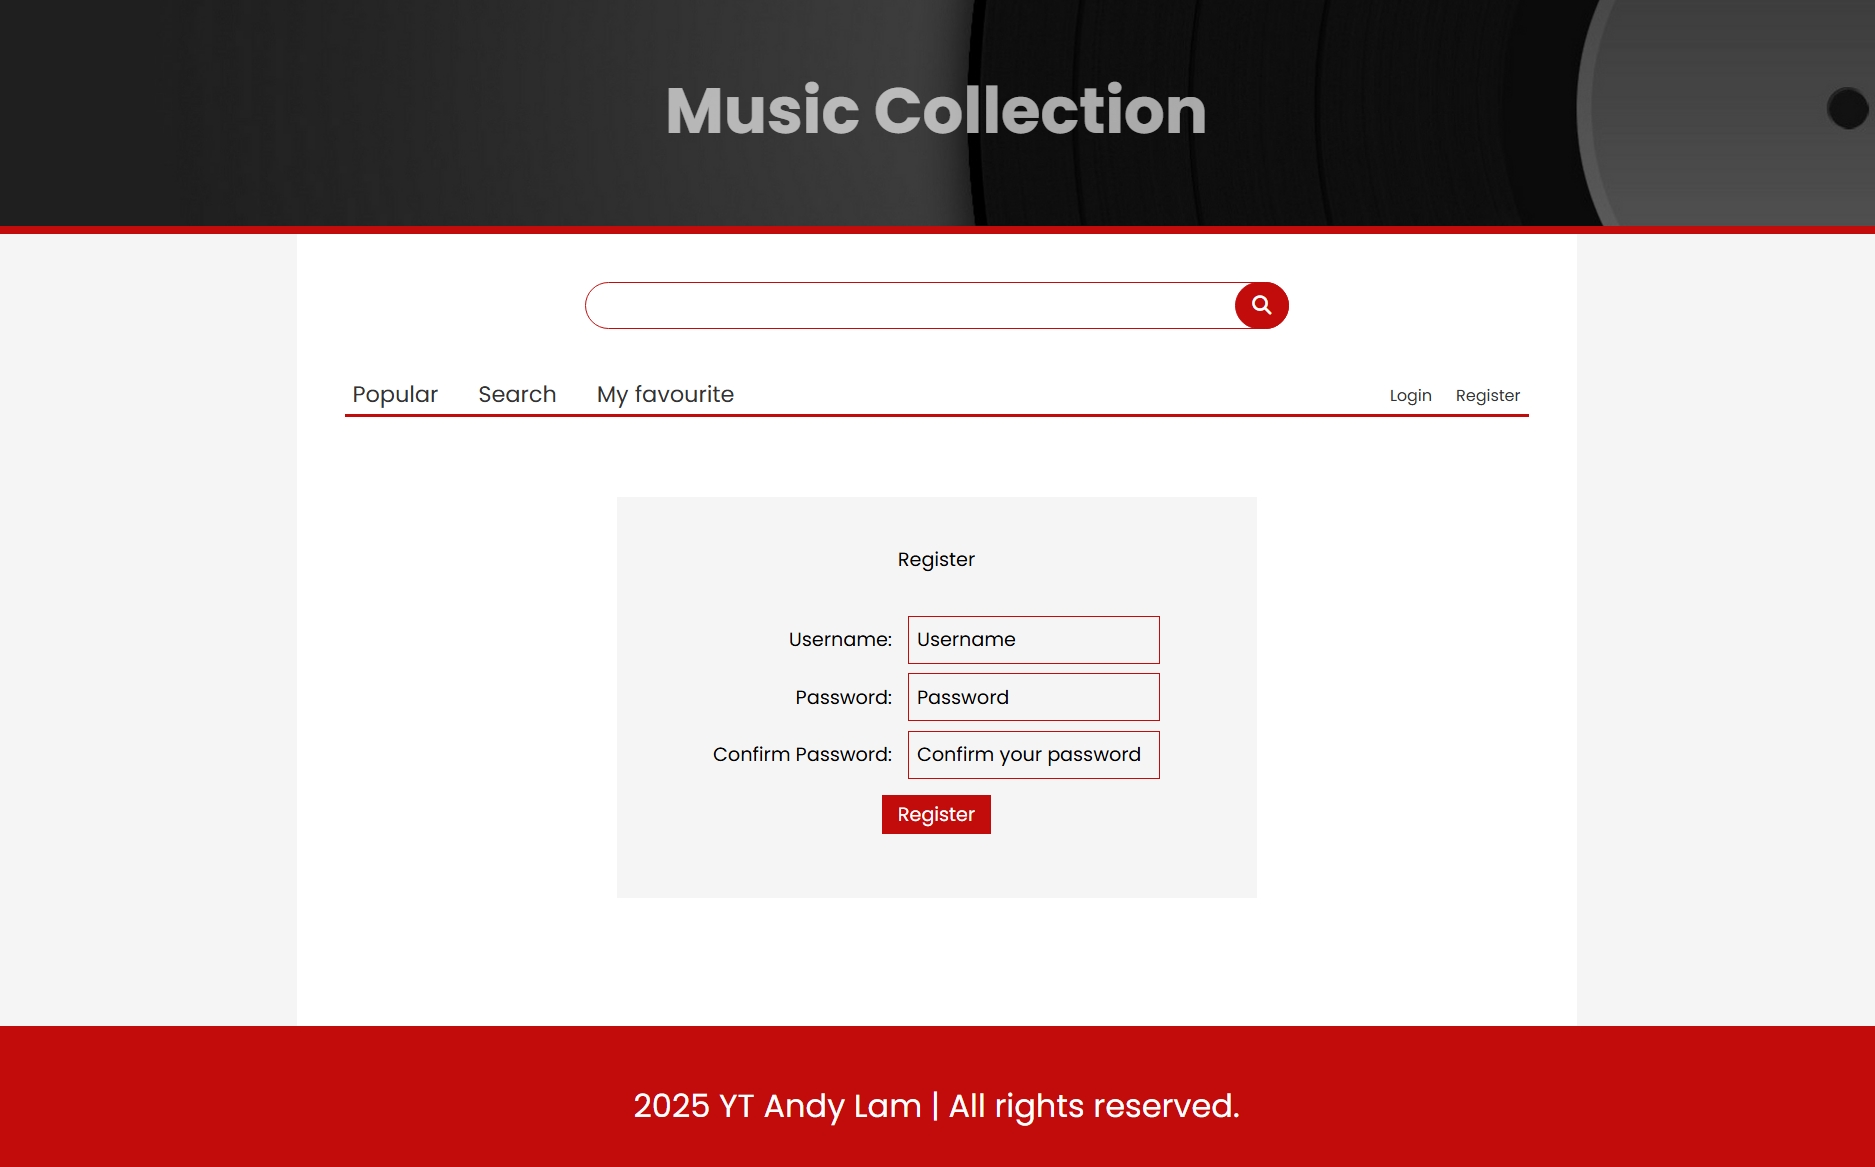 Music Collection
Popular Search My favourite Login Register
Register
Username: Username
Password: Password
Confirm Password: Confirm your password
Register
2025 YT Andy Lam | All rights reserved.